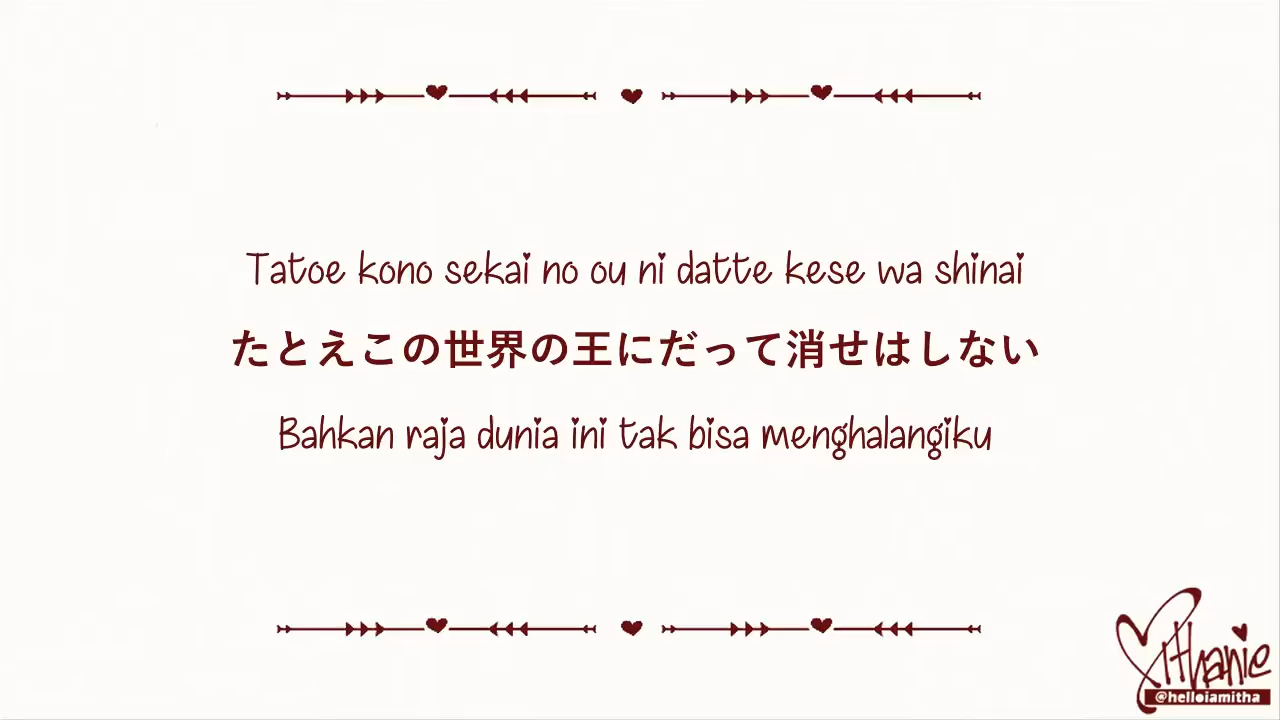 Tatoe kono sekai no ou ni datte kese wa shinai
たとえこの世界の王にだって消せはしない
Bahkan raja dunia ini tak bisa menghalangiku
Mithanie
@helloiamitha